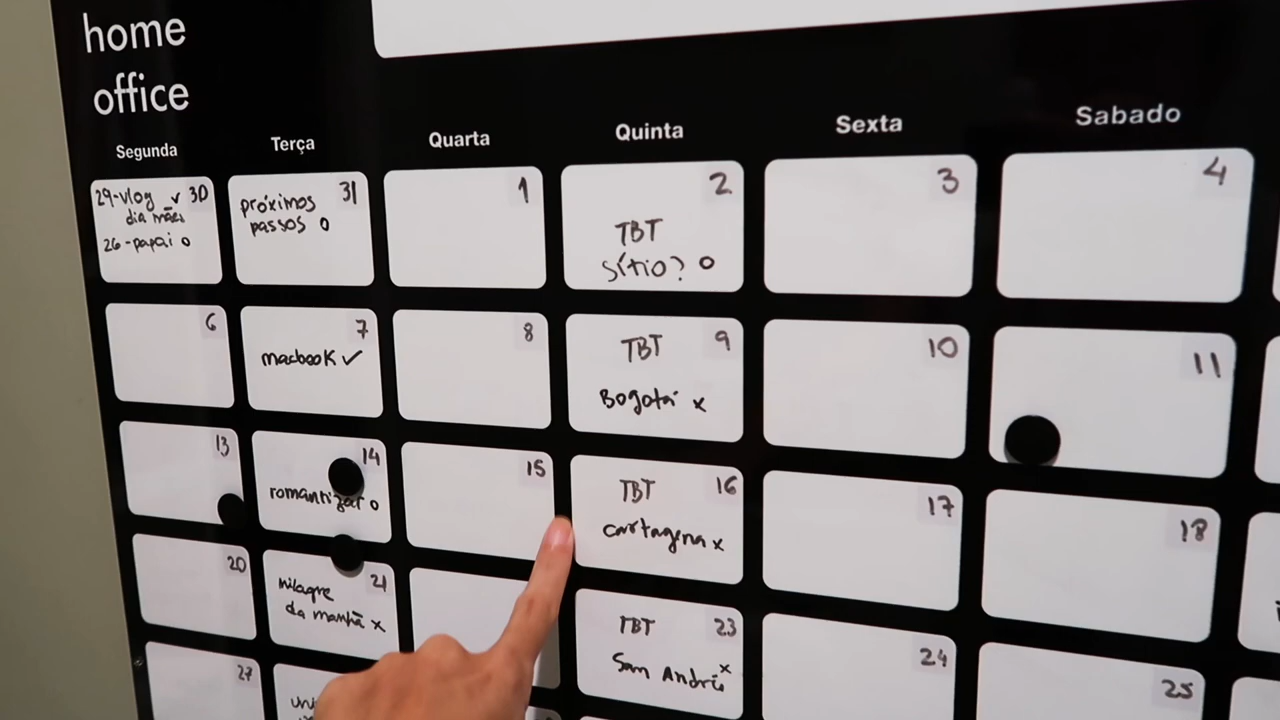 home
office
Segunda
Terça
Quarta
Quinta
Sexta
Sabado
29-vlog ✓ 30
dia mães
26-papai o
31
próximos
passos o
1
2
TBT
Sítio? o
3
4
6
7
macbook ✓
8
9
TBT
Bogotá x
10
11
13
14
romantizar o
15
16
TBT
cartagena x
17
18
20
21
milagre
da manhã x
23
TBT
San Andrés x
24
25
27